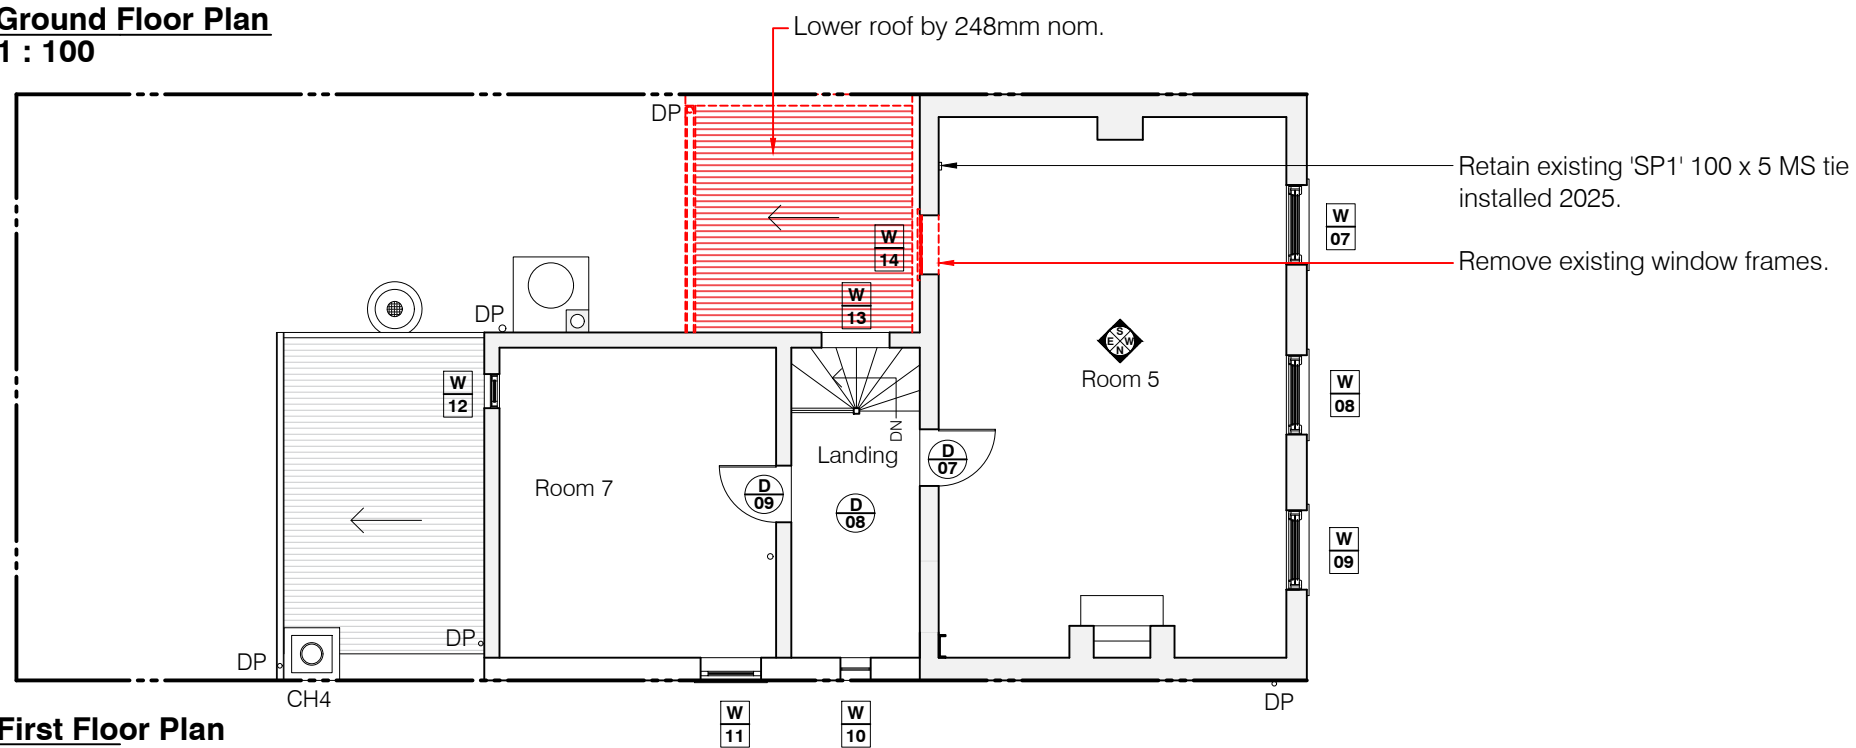 Ground Floor Plan
1 : 100
Lower roof by 248mm nom.
DP
Retain existing 'SP1' 100 x 5 MS tie
installed 2025.
W
07
W
14
Remove existing window frames.
W
13
DP
S
E W
N
Room 5
W
12
W
08
DN
Landing
D
07
Room 7
D
09
D
08
W
09
DP
DP
CH4
DP
First Floor Plan
W
11
W
10